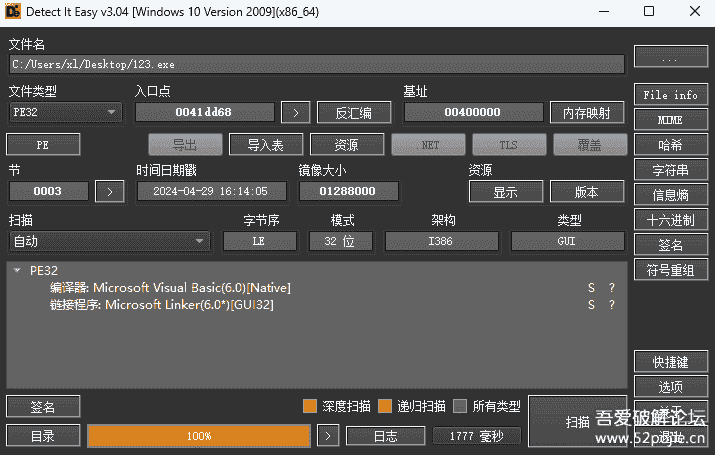 Detect It Easy v3.04 [Windows 10 Version 2009](x86_64)
文件名
C:/Users/xl/Desktop/123.exe
...
文件类型 入口点 基址
PE32 0041dd68 > 反汇编 00400000 内存映射
File info
MIME
PE 导出 导入表 资源 .NET TLS 覆盖
哈希
节 时间日期戳 镜像大小 资源
字符串
0003 > 2024-04-29 16:14:05 01288000 显示 版本
信息熵
扫描 字节序 模式 架构 类型
十六进制
自动 LE 32 位 I386 GUI
签名
符号重组
PE32
编译器: Microsoft Visual Basic(6.0)[Native] S ?
链接程序: Microsoft Linker(6.0*)[GUI32] S ?
快捷键
选项
签名 深度扫描 递归扫描 所有类型
扫描
目录 100% > 日志 1777 毫秒
吾爱破解论坛
www.52pojie.cn